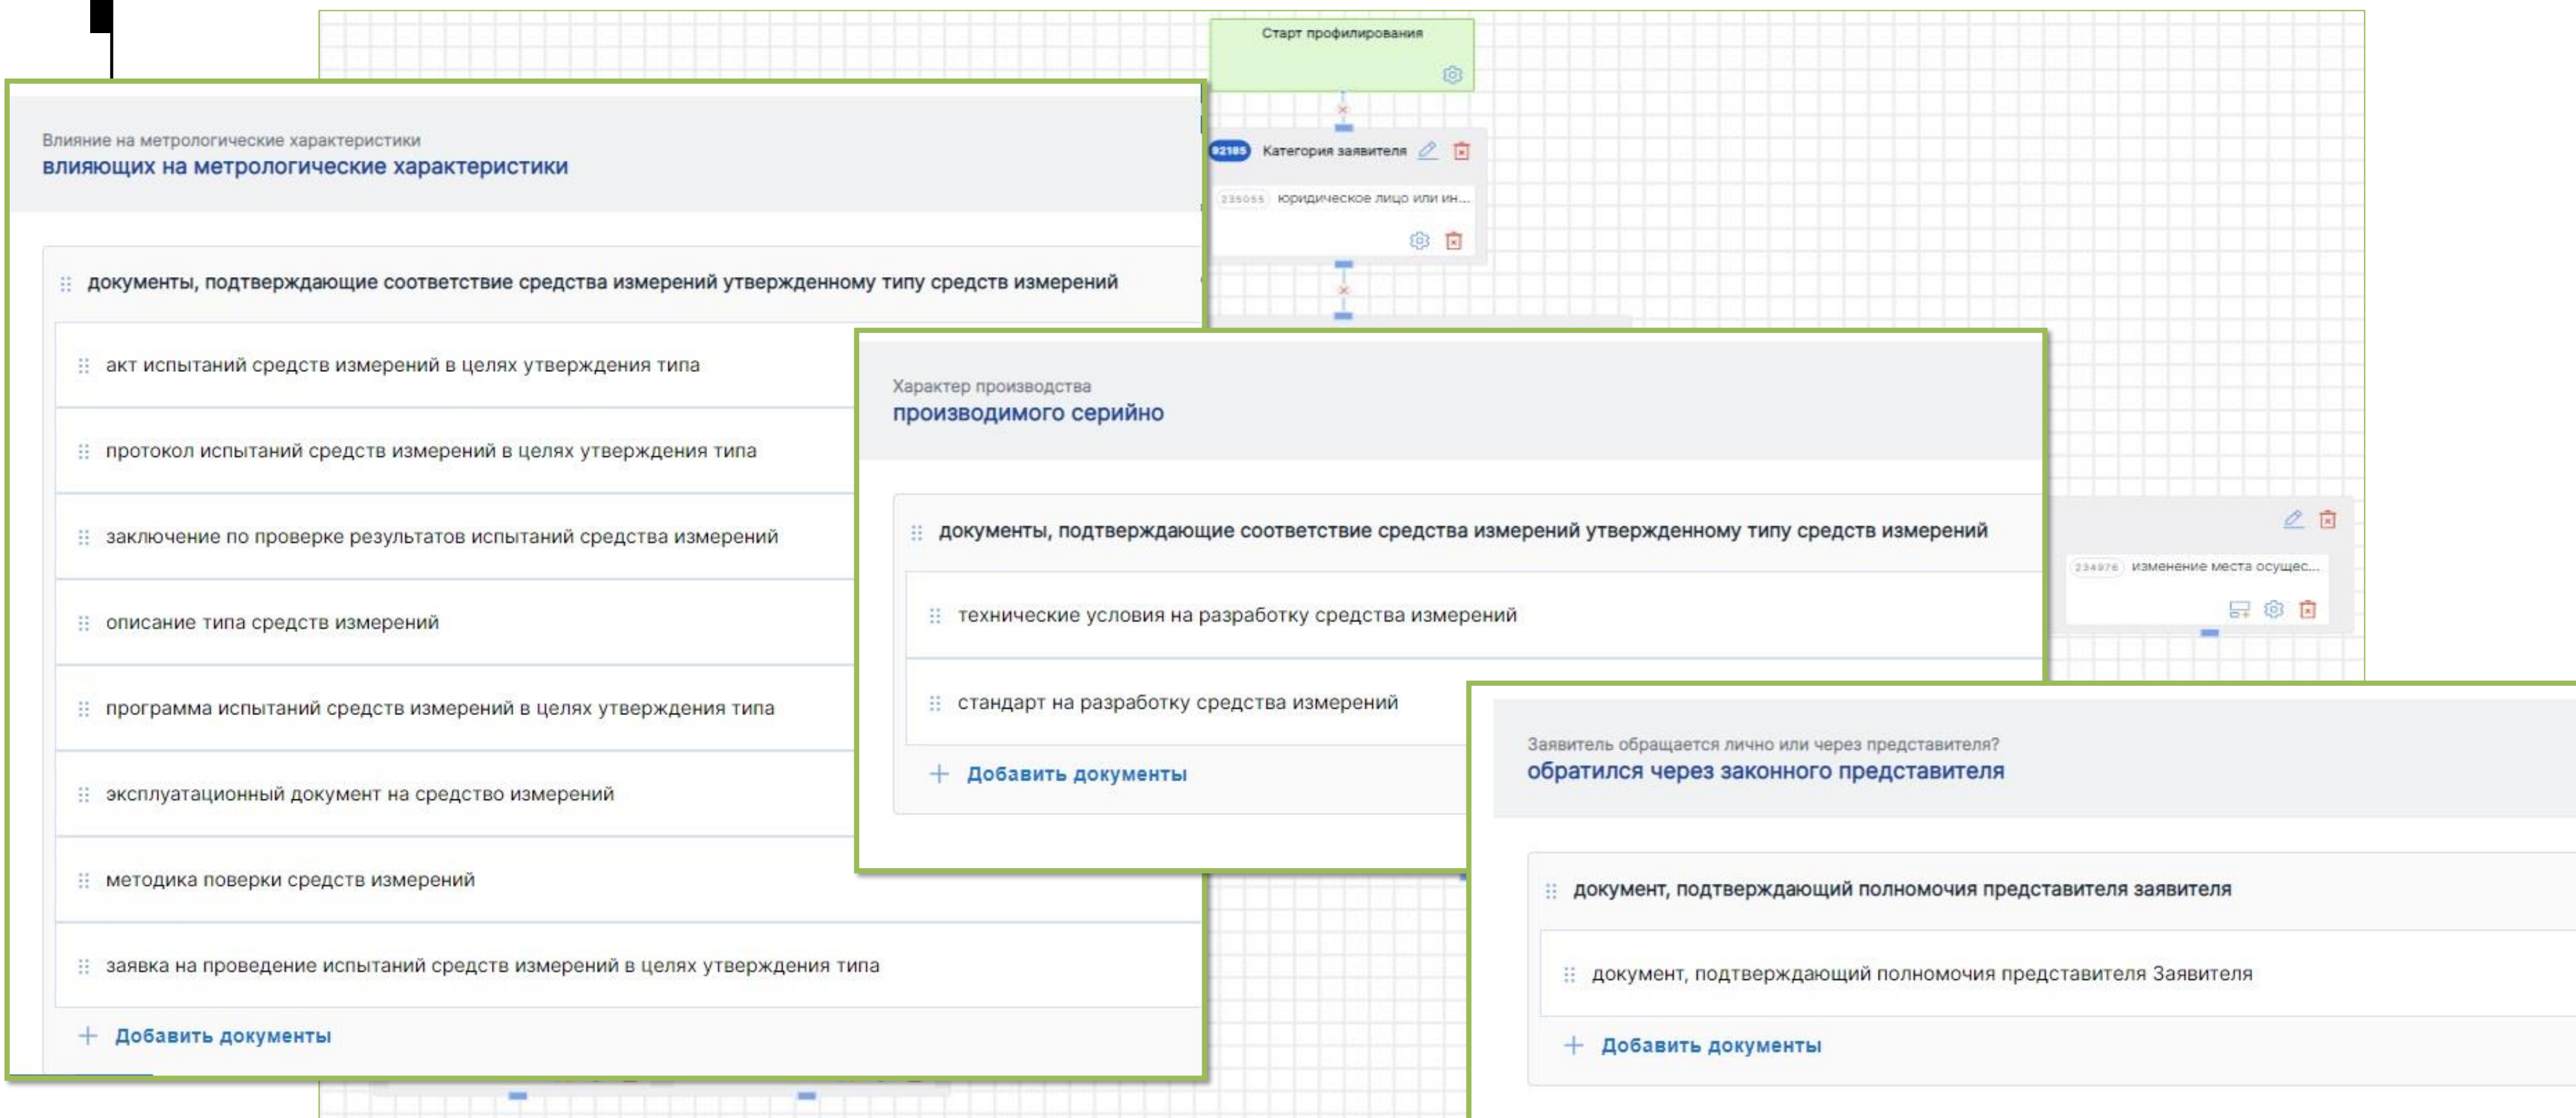 Старт профилирования
92185 Категория заявителя
235055 юридическое лицо или ин...
Влияние на метрологические характеристики
влияющих на метрологические характеристики
документы, подтверждающие соответствие средства измерений утвержденному типу средств измерений
акт испытаний средств измерений в целях утверждения типа
протокол испытаний средств измерений в целях утверждения типа
заключение по проверке результатов испытаний средства измерений
описание типа средств измерений
программа испытаний средств измерений в целях утверждения типа
эксплуатационный документ на средство измерений
методика поверки средств измерений
заявка на проведение испытаний средств измерений в целях утверждения типа
+ Добавить документы
Характер производства
производимого серийно
документы, подтверждающие соответствие средства измерений утвержденному типу средств измерений
технические условия на разработку средства измерений
стандарт на разработку средства измерений
+ Добавить документы
234976 изменение места осущес...
Заявитель обращается лично или через представителя?
обратился через законного представителя
документ, подтверждающий полномочия представителя заявителя
документ, подтверждающий полномочия представителя Заявителя
+ Добавить документы